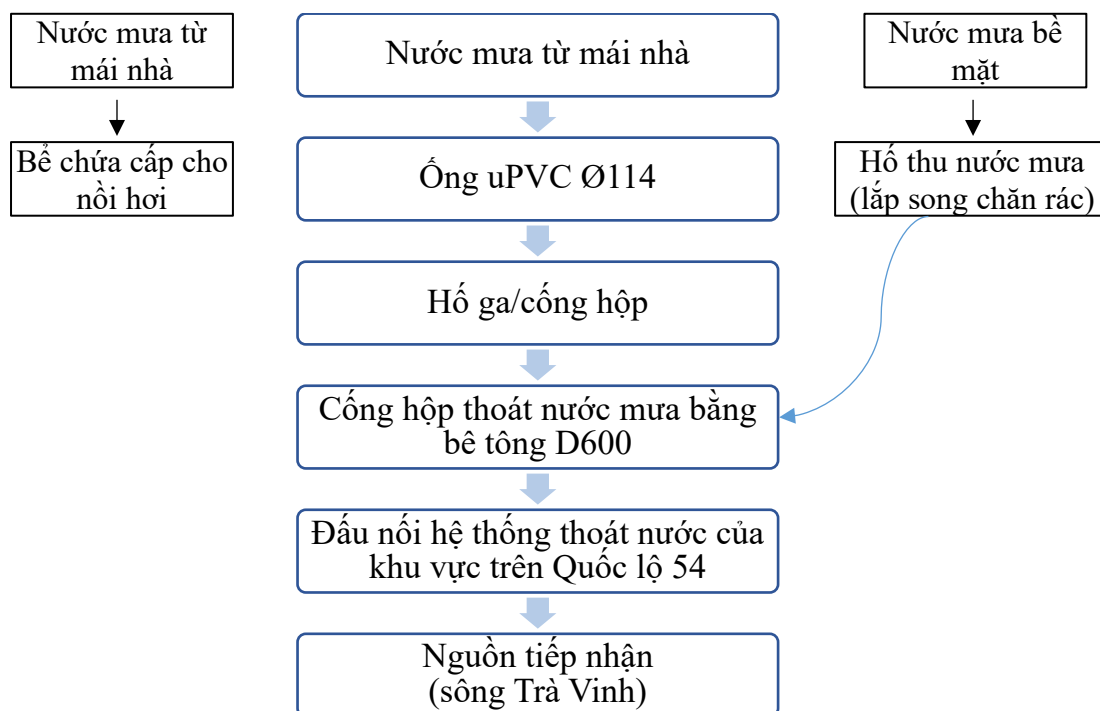 Nước mưa từ
mái nhà
Nước mưa từ mái nhà
Nước mưa bề
mặt
Bể chứa cấp cho
nồi hơi
Ống uPVC Ø114
Hố thu nước mưa
(lắp song chăn rác)
Hố ga/cống hộp
Cống hộp thoát nước mưa bằng
bê tông D600
Đấu nối hệ thống thoát nước của
khu vực trên Quốc lộ 54
Nguồn tiếp nhận
(sông Trà Vinh)